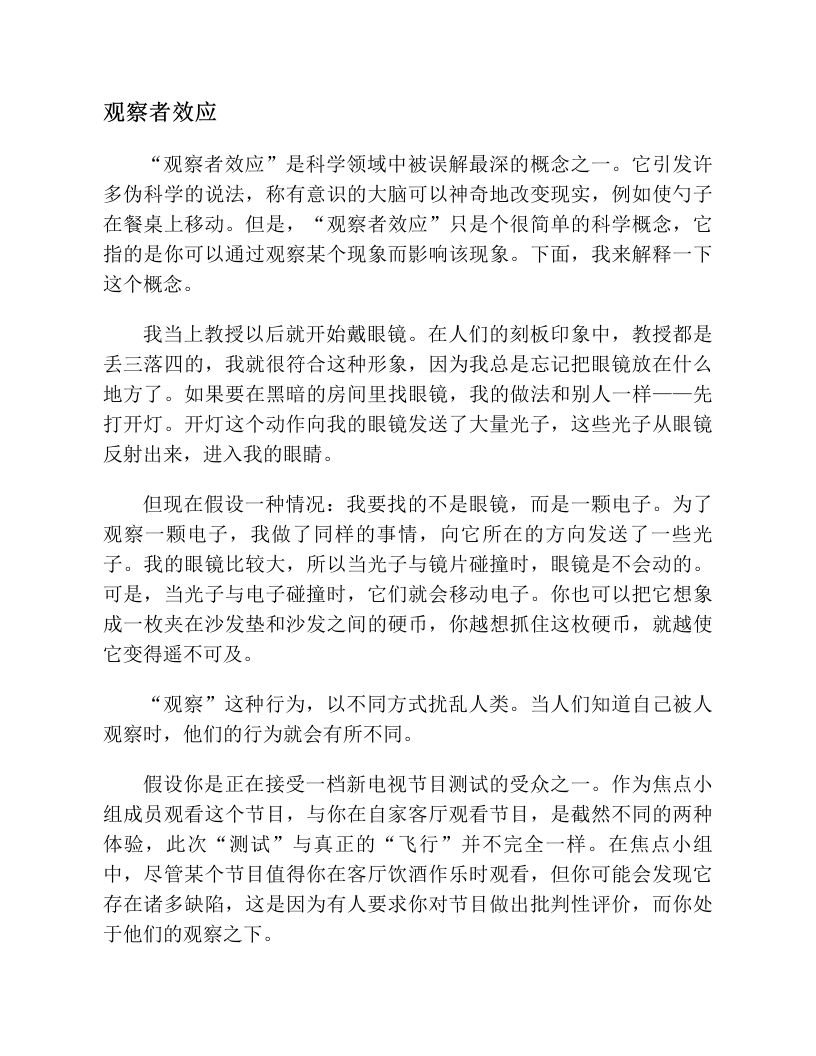 观察者效应
“观察者效应”是科学领域中被误解最深的概念之一。它引发许
多伪科学的说法，称有意识的大脑可以神奇地改变现实，例如使勺子
在餐桌上移动。但是，“观察者效应”只是个很简单的科学概念，它
指的是你可以通过观察某个现象而影响该现象。下面，我来解释一下
这个概念。
我当上教授以后就开始戴眼镜。在人们的刻板印象中，教授都是
丢三落四的，我就很符合这种形象，因为我总是忘记把眼镜放在什么
地方了。如果要在黑暗的房间里找眼镜，我的做法和别人一样——先
打开灯。开灯这个动作向我的眼镜发送了大量光子，这些光子从眼镜
反射出来，进入我的眼睛。
但现在假设一种情况：我要找的不是眼镜，而是一颗电子。为了
观察一颗电子，我做了同样的事情，向它所在的方向发送了一些光
子。我的眼镜比较大，所以当光子与镜片碰撞时，眼镜是不会动的。
可是，当光子与电子碰撞时，它们就会移动电子。你也可以把它想象
成一枚夹在沙发垫和沙发之间的硬币，你越想抓住这枚硬币，就越使
它变得遥不可及。
“观察”这种行为，以不同方式扰乱人类。当人们知道自己被人
观察时，他们的行为就会有所不同。
假设你是正在接受一档新电视节目测试的受众之一。作为焦点小
组成员观看这个节目，与你在自家客厅观看节目，是截然不同的两种
体验，此次“测试”与真正的“飞行”并不完全一样。在焦点小组
中，尽管某个节目值得你在客厅饮酒作乐时观看，但你可能会发现它
存在诸多缺陷，这是因为有人要求你对节目做出批判性评价，而你处
于他们的观察之下。